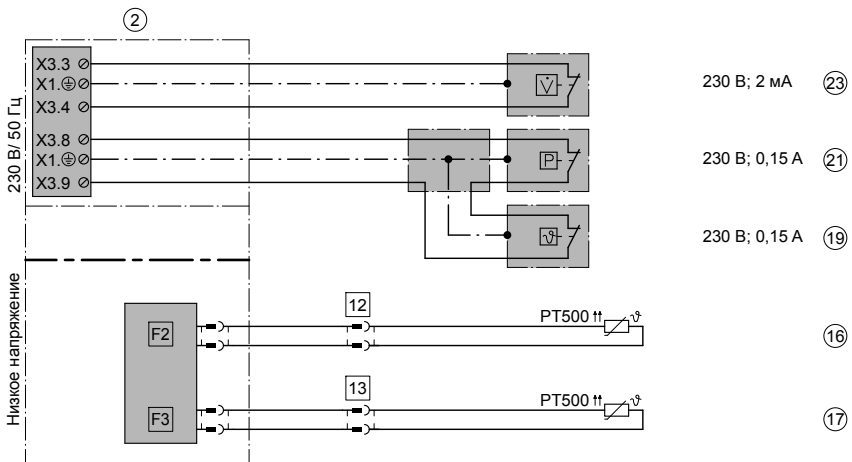 2
230 В/ 50 Гц
X3.3
X1.
X3.4
V̇
230 В; 2 мА
23
X3.8
X1.
X3.9
P
230 В; 0,15 А
21
ϑ
230 В; 0,15 А
19
Низкое напряжение
F2
12
PT500
ϑ
16
F3
13
PT500
ϑ
17